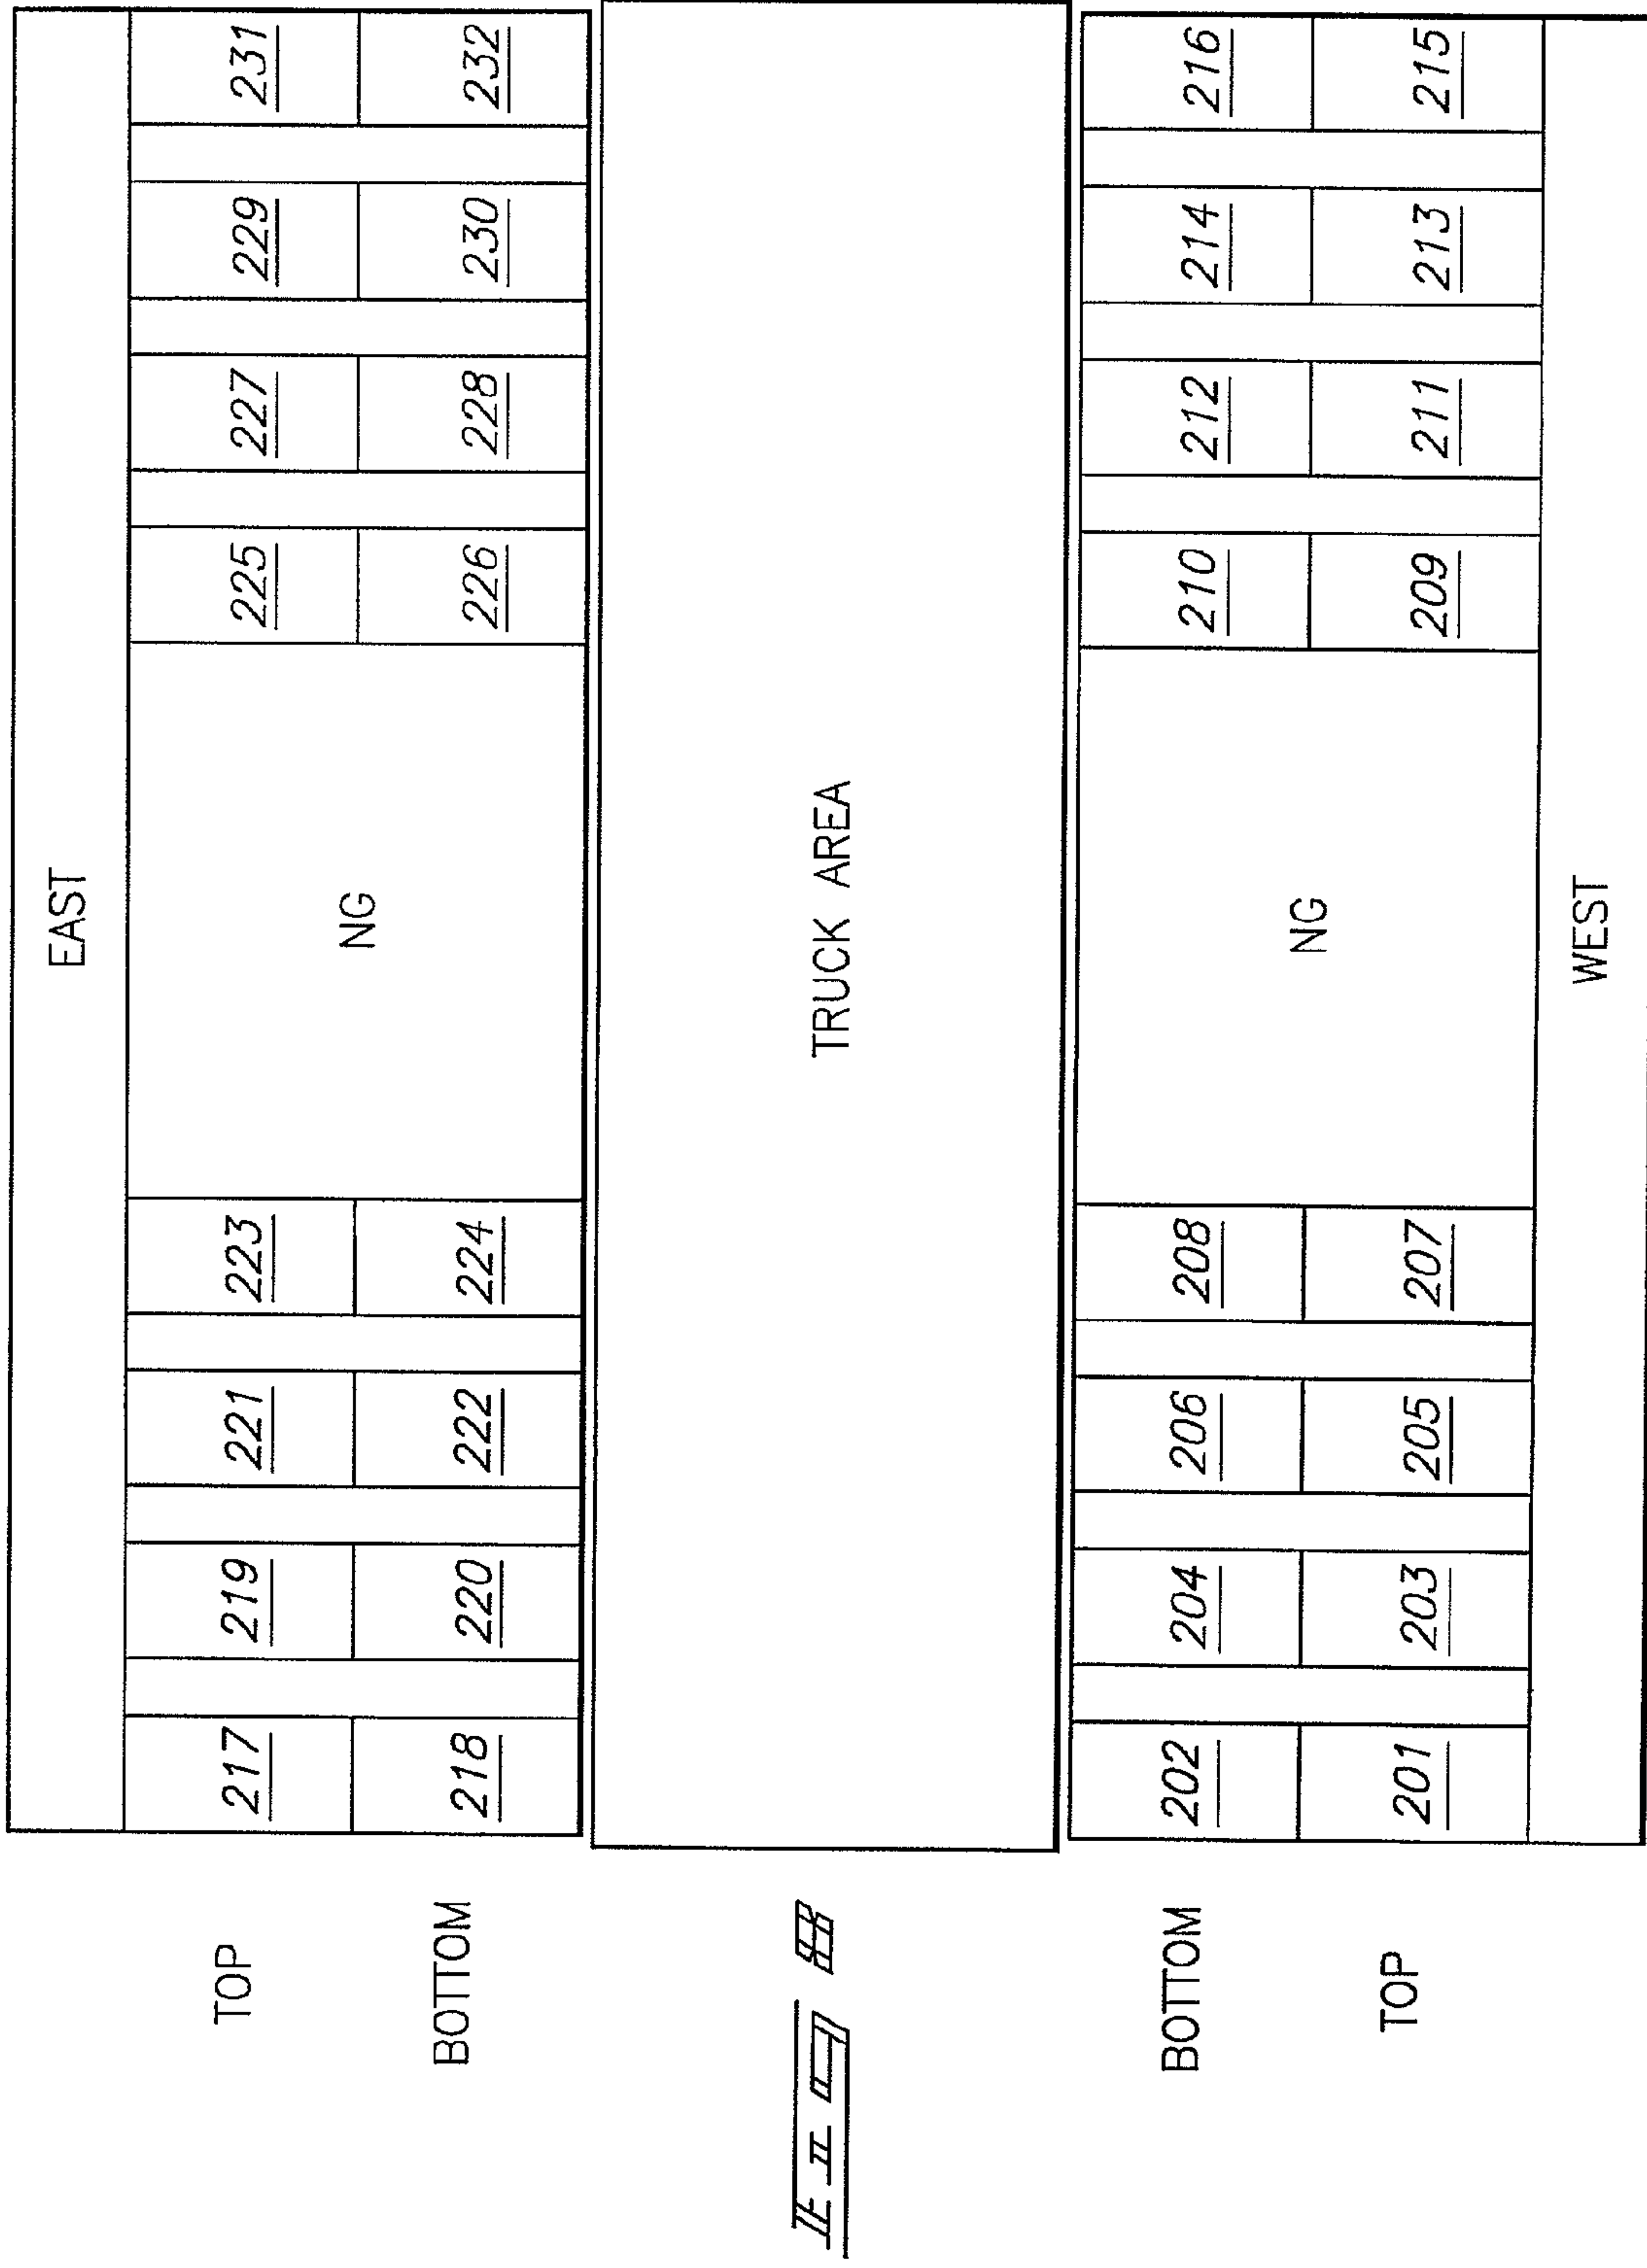 EAST
TOP 217 219 221 223 225 227 229 231
NG
BOTTOM 218 220 222 224 226 228 230 232
FIG 8
TRUCK AREA
BOTTOM 202 204 206 208 210 212 214 216
NG
TOP 201 203 205 207 209 211 213 215
WEST